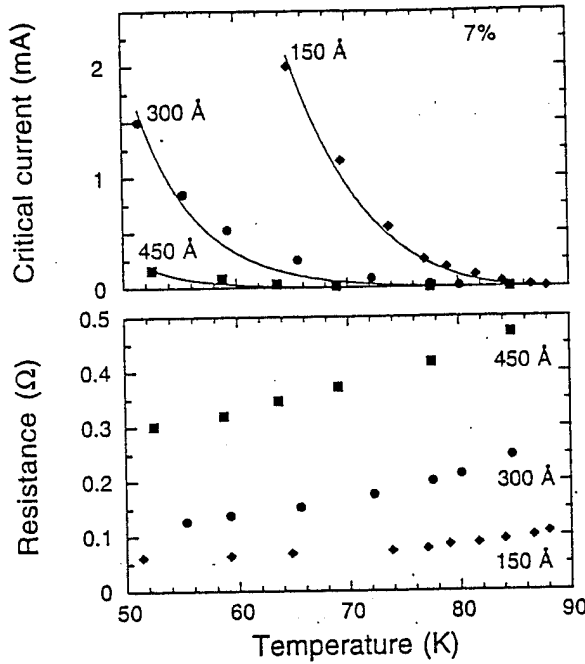 Critical current (mA)
2
1
0
7%
150 Å
300 Å
450 Å
Resistance (Ω)
0.5
0.4
0.3
0.2
0.1
0
450 Å
300 Å
150 Å
50
60
70
80
90
Temperature (K)